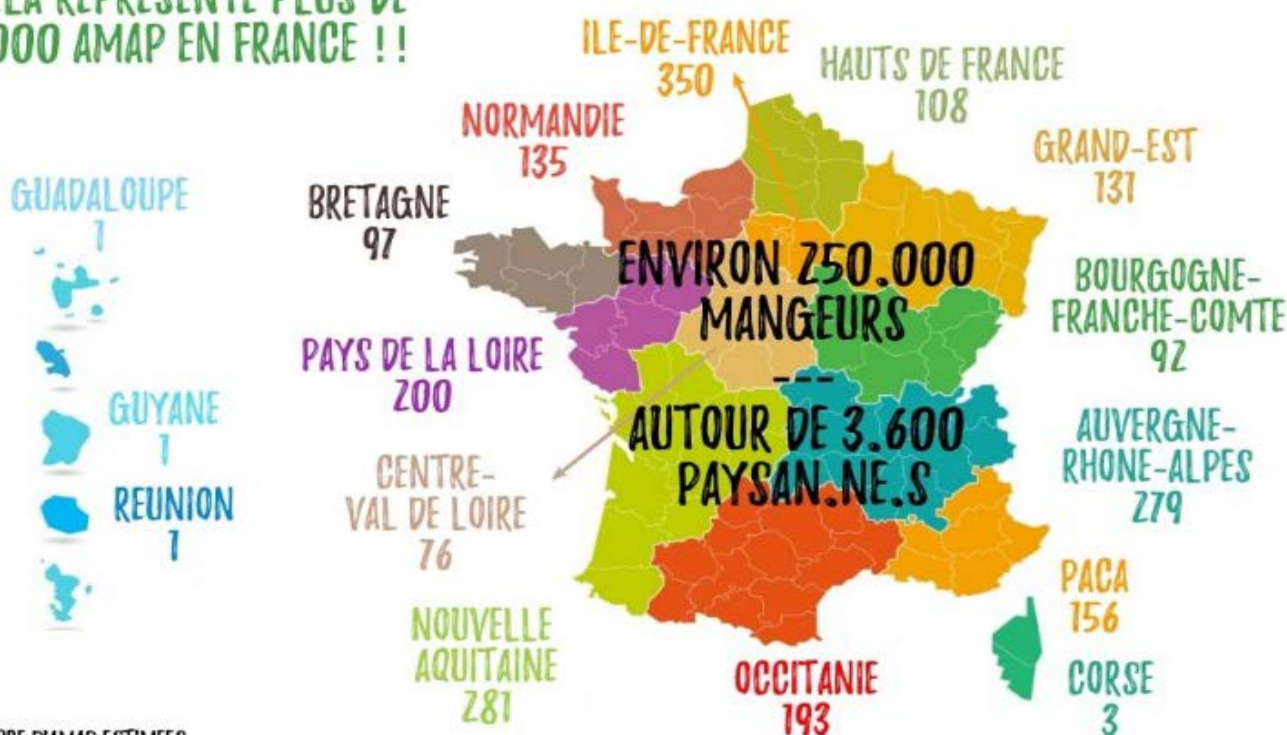 REPRÉSENTE PLUS DE
000 AMAP EN FRANCE !!
ILE-DE-FRANCE
350
HAUTS DE FRANCE
108
NORMANDIE
135
GRAND-EST
131
GUADALOUPE
1
BRETAGNE
97
ENVIRON 250.000
MANGEURS
---
AUTOUR DE 3.600
PAYSAN.NE.S
BOURGOGNE-
FRANCHE-COMTE
92
PAYS DE LA LOIRE
200
GUYANE
1
AUVERGNE-
RHONE-ALPES
279
CENTRE-
VAL DE LOIRE
76
REUNION
1
PACA
156
NOUVELLE
AQUITAINE
281
OCCITANIE
193
CORSE
3